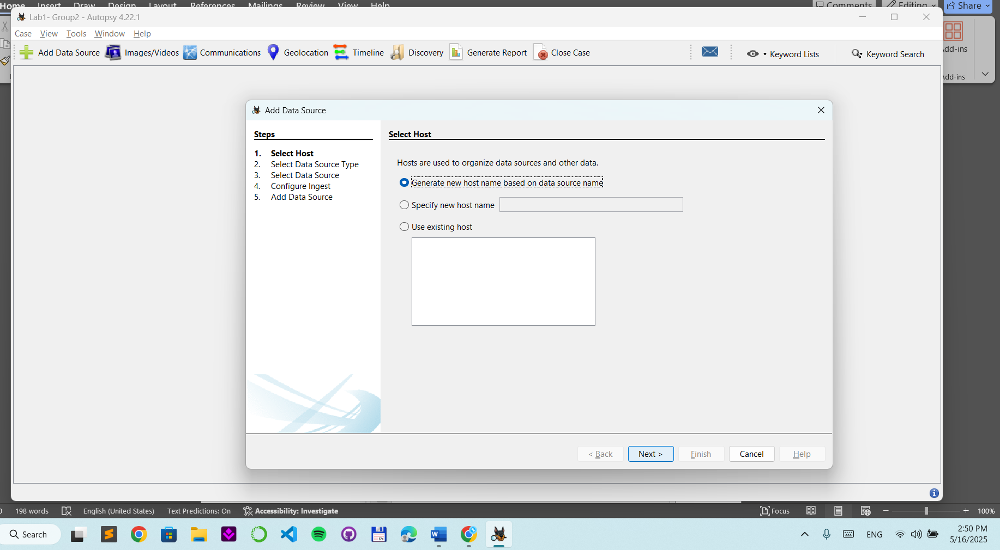 Home Insert Draw Design Layout References Mailings Review View Help Comments Editing Share
Lab1- Group2 - Autopsy 4.22.1
Case View Tools Window Help
Add Data Source Images/Videos Communications Geolocation Timeline Discovery Generate Report Close Case Keyword Lists Keyword Search
Add-ins
Add-ins
Add Data Source
Steps
1. Select Host
2. Select Data Source Type
3. Select Data Source
4. Configure Ingest
5. Add Data Source
Select Host
Hosts are used to organize data sources and other data.
Generate new host name based on data source name
Specify new host name
Use existing host
< Back Next > Finish Cancel Help
198 words English (United States) Text Predictions: On Accessibility: Investigate Focus 100%
Search
64
W
ENG
2:50 PM
5/16/2025